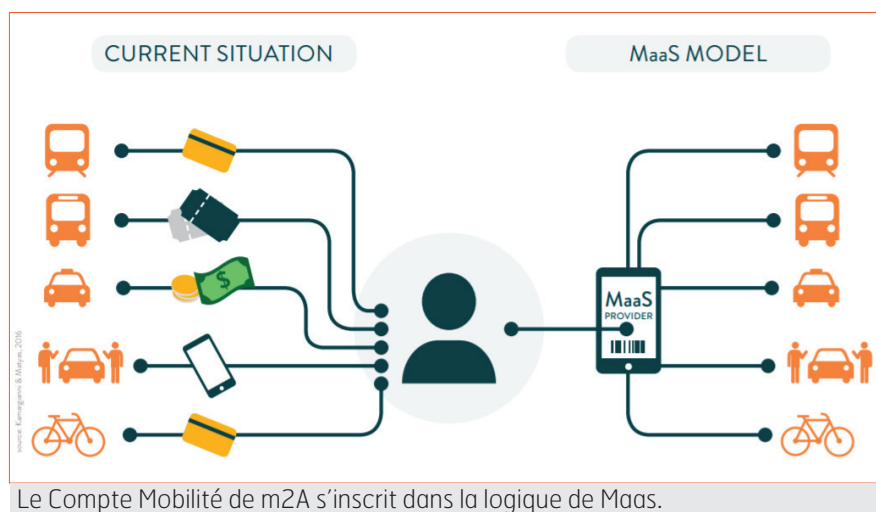 CURRENT SITUATION
MaaS MODEL
$
MaaS
PROVIDER
source: Kamargianni & Matyas, 2016
Le Compte Mobilité de m2A s'inscrit dans la logique de Maas.